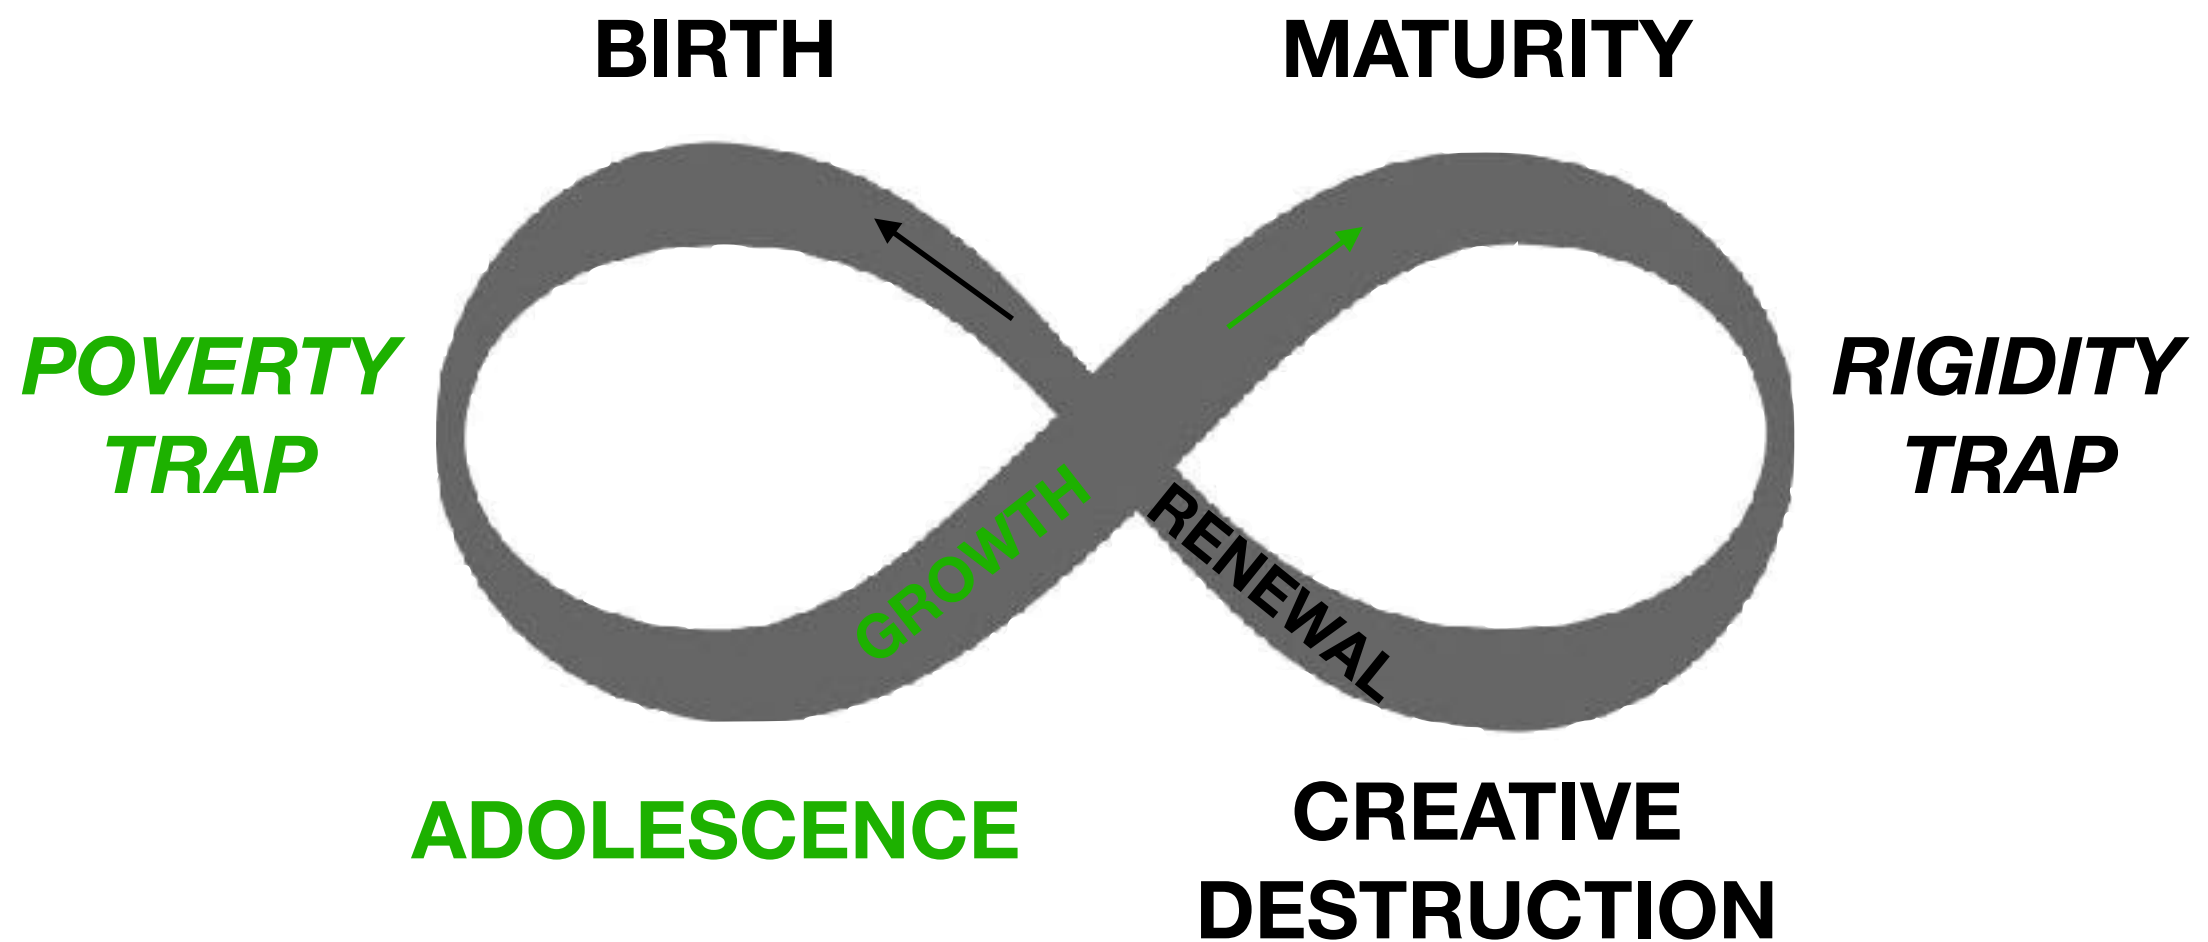 BIRTH
MATURITY
POVERTY
TRAP
RIGIDITY
TRAP
GROWTH
RENEWAL
ADOLESCENCE
CREATIVE
DESTRUCTION